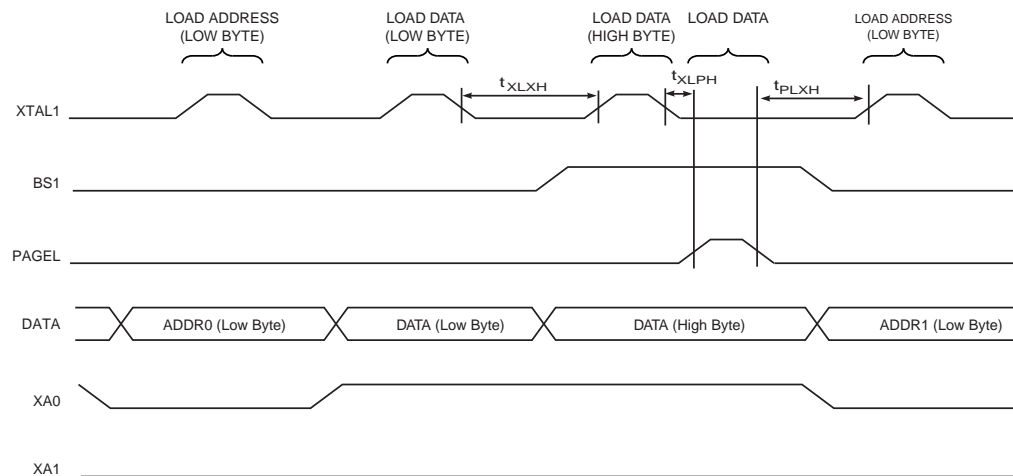 LOAD ADDRESS
(LOW BYTE)
LOAD DATA
(LOW BYTE)
LOAD DATA
(HIGH BYTE)
LOAD DATA
LOAD ADDRESS
(LOW BYTE)
tXLXH
tXLPH
tPLXH
XTAL1
BS1
PAGEL
DATA
ADDR0 (Low Byte)
DATA (Low Byte)
DATA (High Byte)
ADDR1 (Low Byte)
XA0
XA1